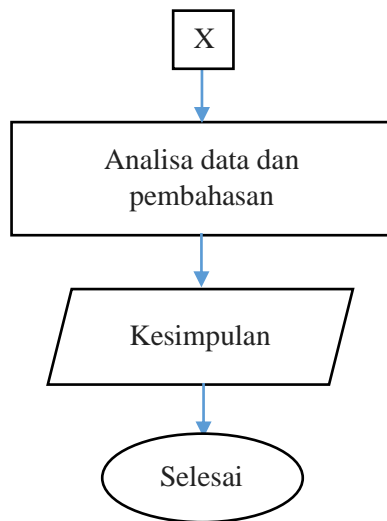 X
Analisa data dan
pembahasan
Kesimpulan
Selesai